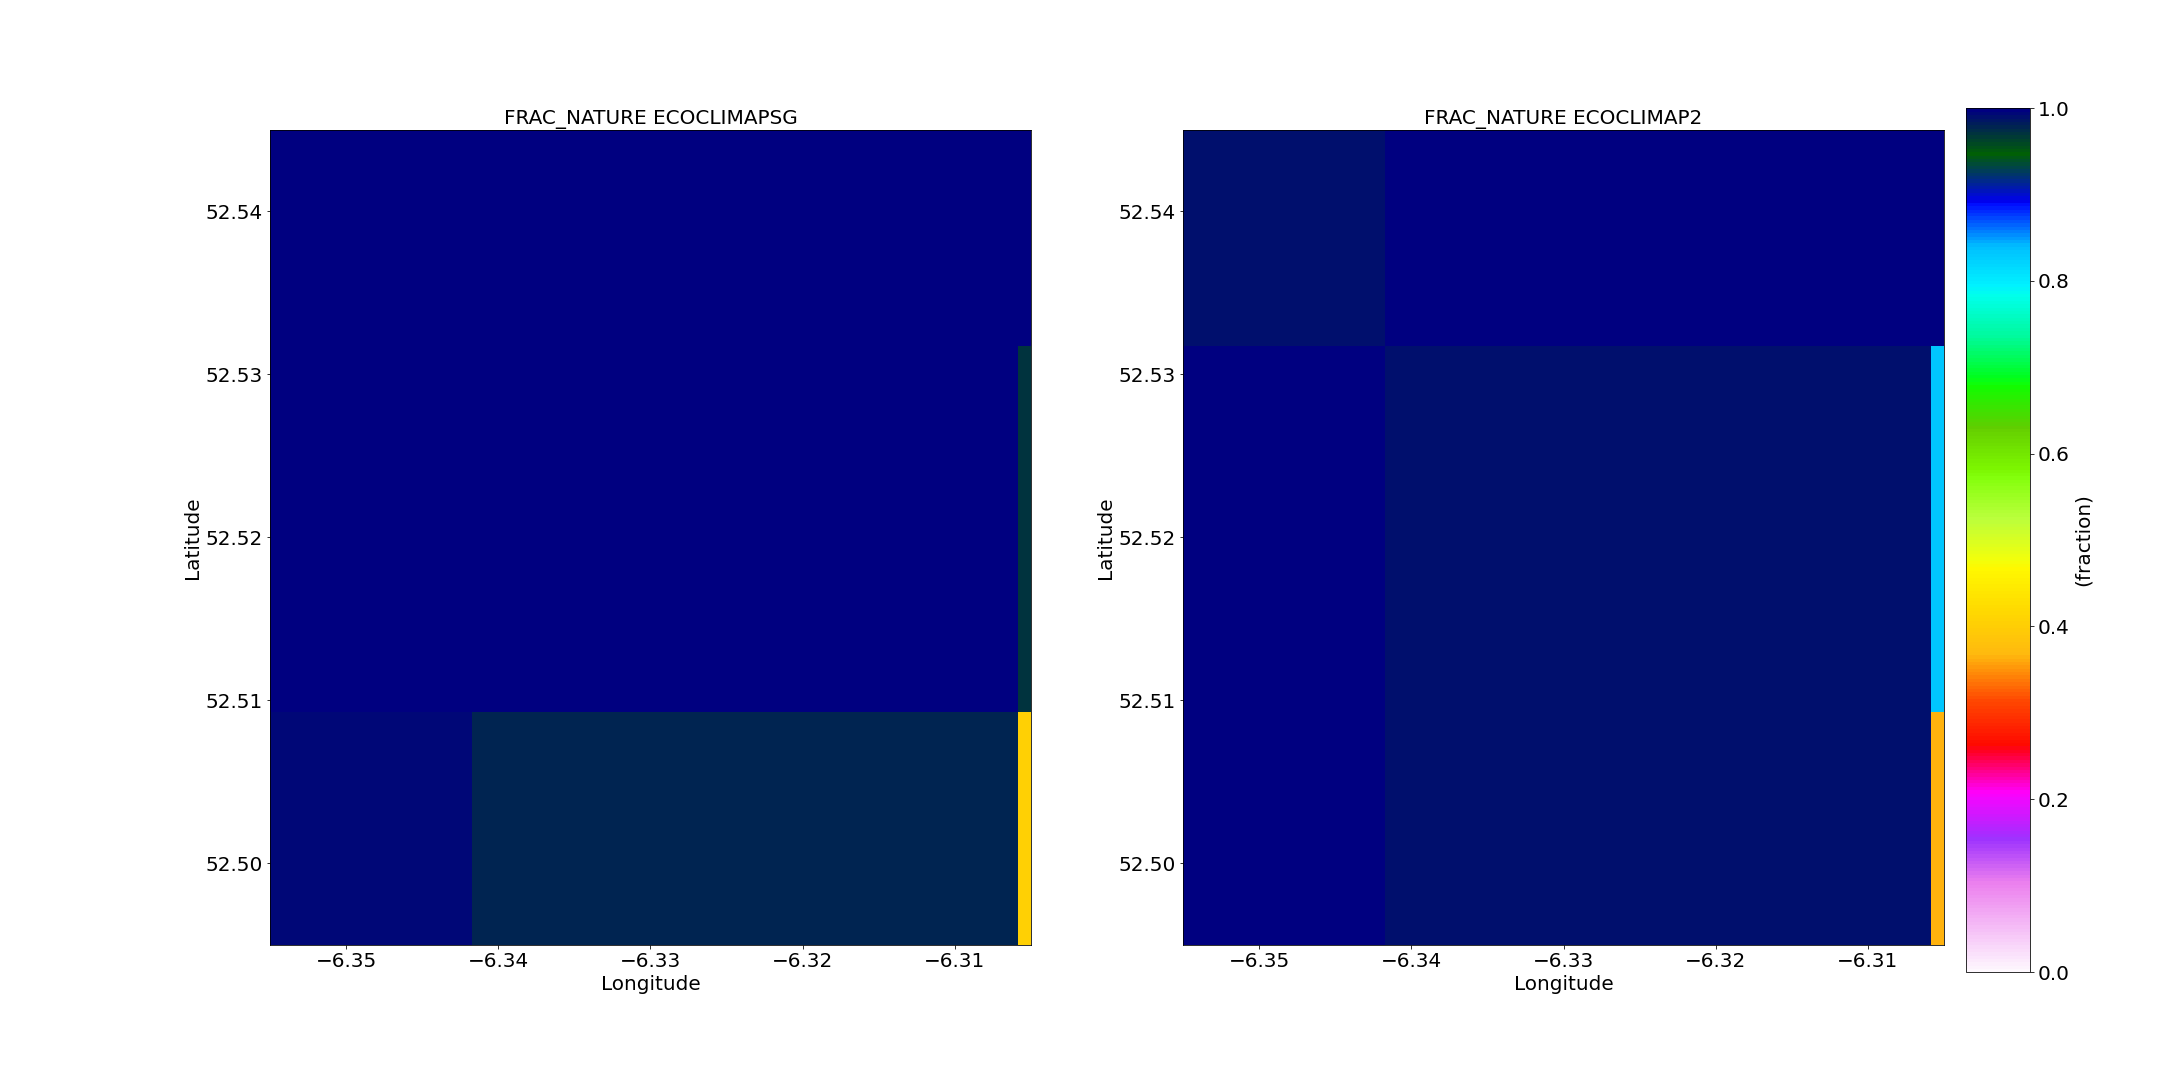 FRAC_NATURE ECOCLIMAPSG
52.54
52.53
52.52
52.51
52.50
Latitude
−6.35 −6.34 −6.33 −6.32 −6.31
Longitude
FRAC_NATURE ECOCLIMAP2
52.54
52.53
52.52
52.51
52.50
Latitude
−6.35 −6.34 −6.33 −6.32 −6.31
Longitude
1.0
0.8
0.6
0.4
0.2
0.0
(fraction)